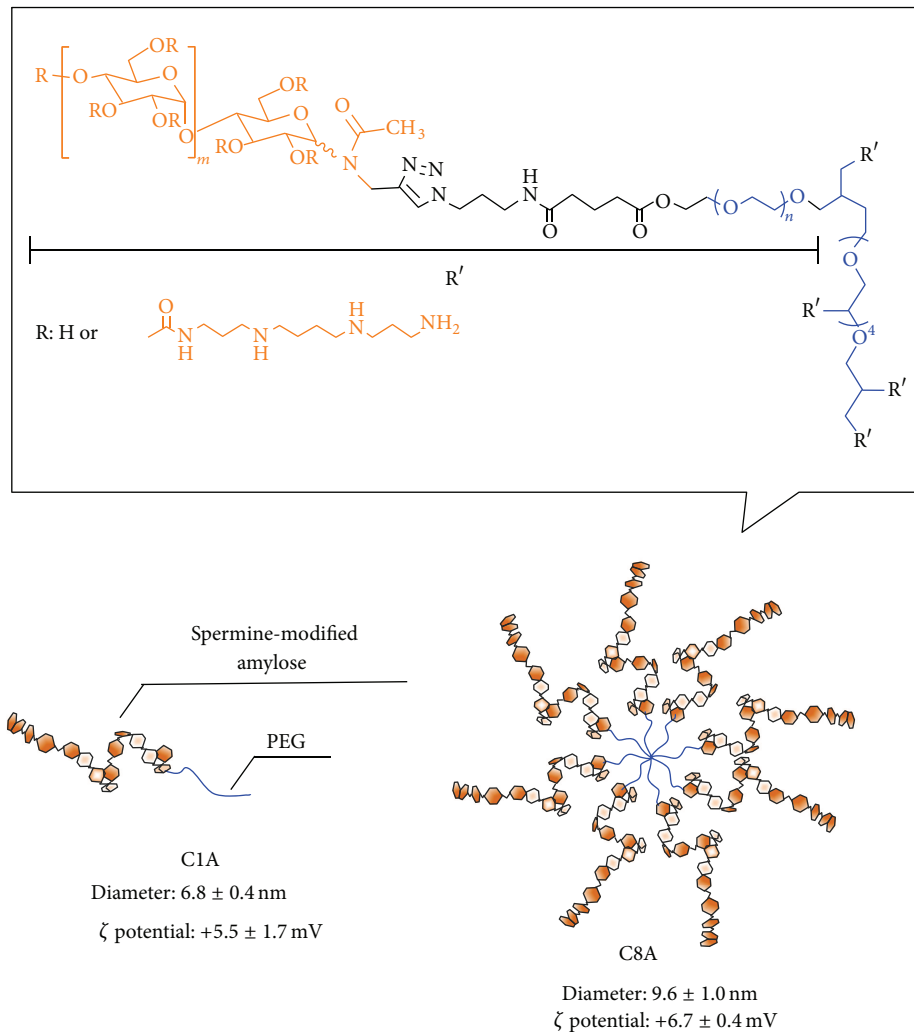 OR
OR
R
O
O
O
CH3
RO
OR
O
O
m
RO
OR
N
N
N
N
H
N
O
O
O
O
n
O
R′
O
R′
R: H or
O
N
H
H
N
N
H
NH2
R′
O
4
R′
R′
Spermine-modified
amylose
PEG
C1A
Diameter: 6.8 ± 0.4 nm
ζ potential: +5.5 ± 1.7 mV
C8A
Diameter: 9.6 ± 1.0 nm
ζ potential: +6.7 ± 0.4 mV